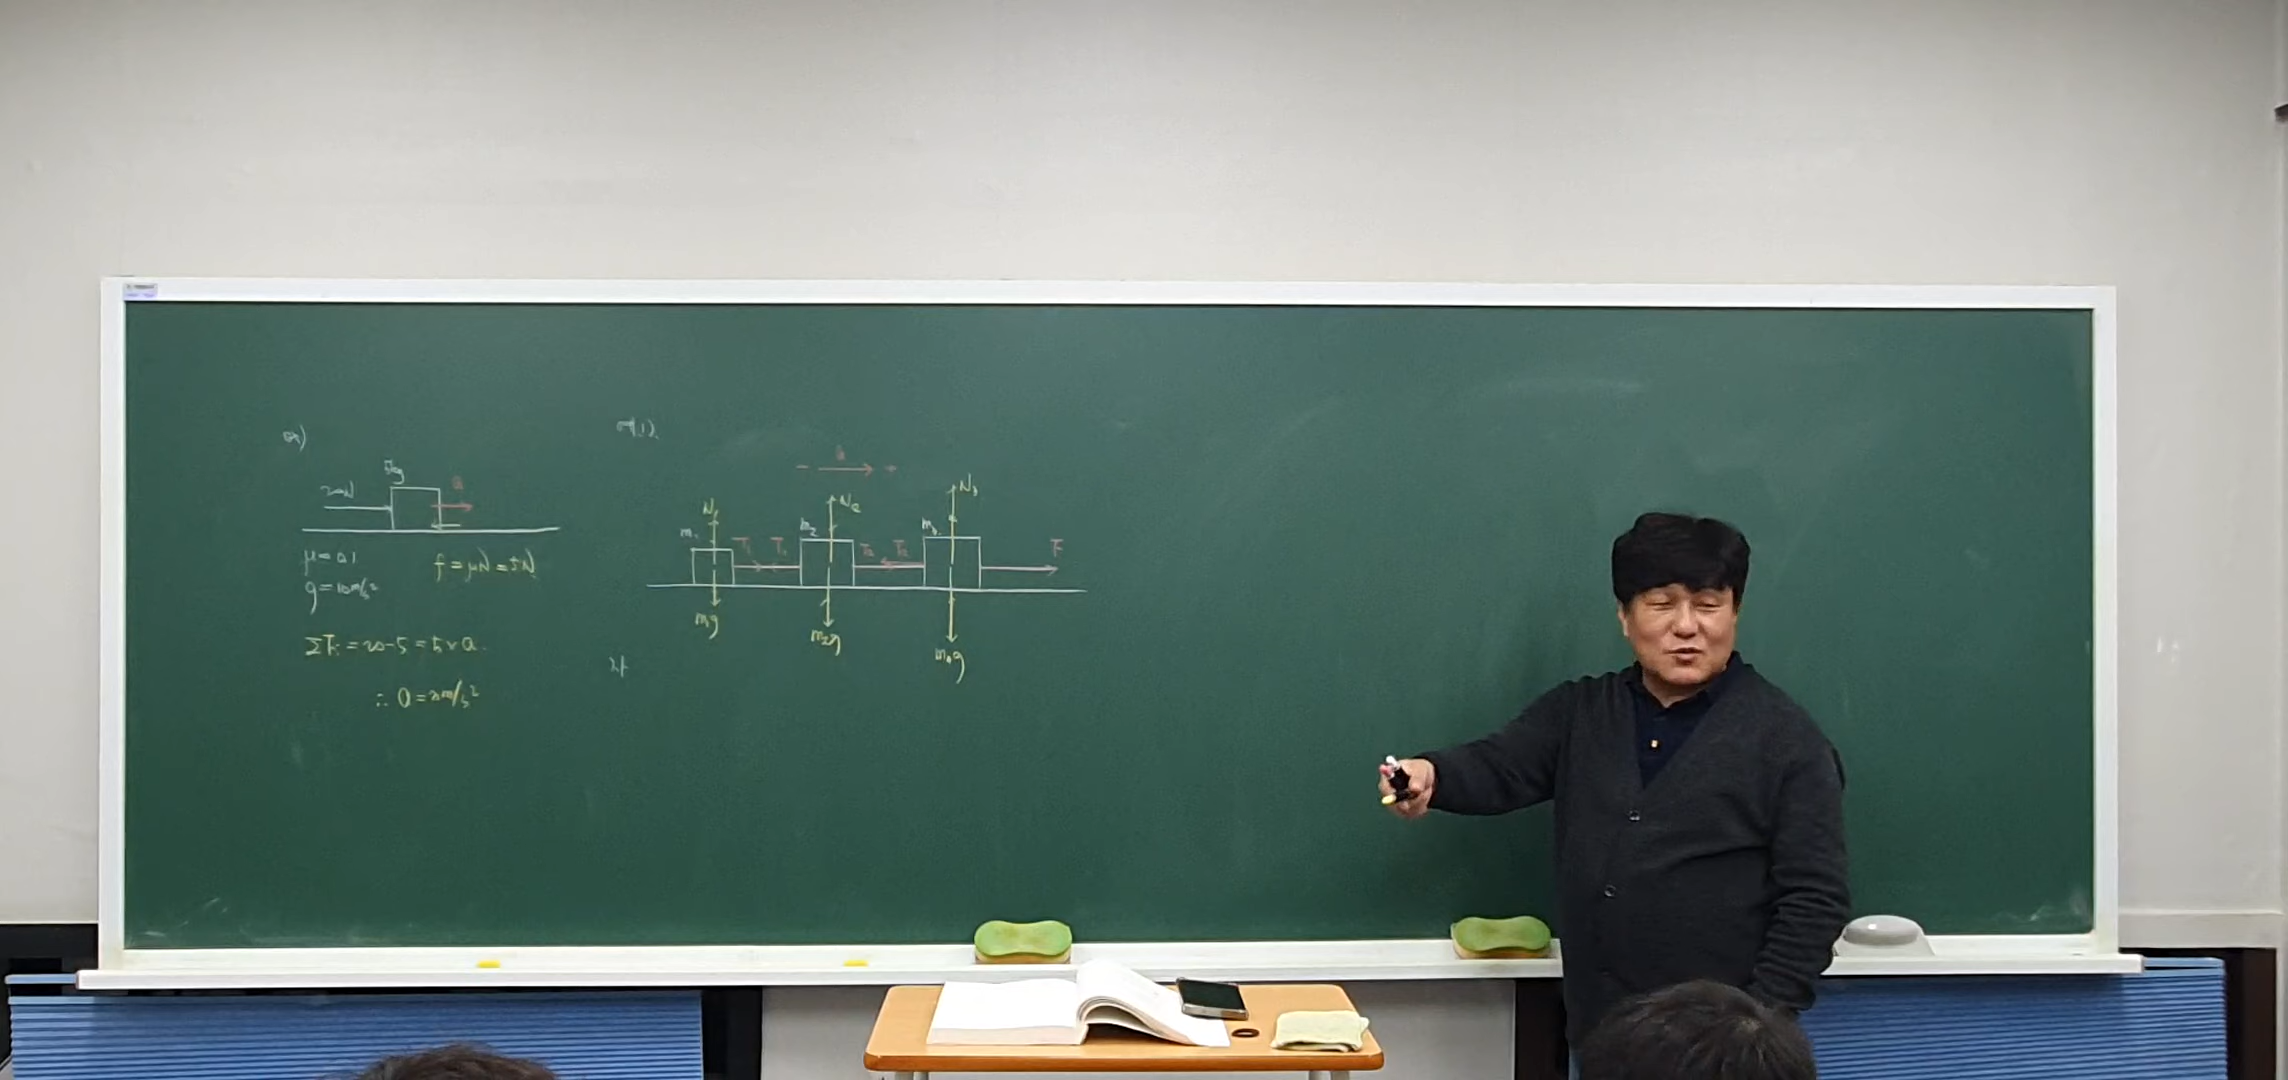 예)
5kg
20N
a
μ=0.1
f=μN=5N
g=10m/s²
ΣFi=20-5=5×a.
∴ a=3m/s²
예1)
- a +
N1 N2 N3
m1 m2 m3
T1 T1 T2 T2 F
m1g m2g m3g